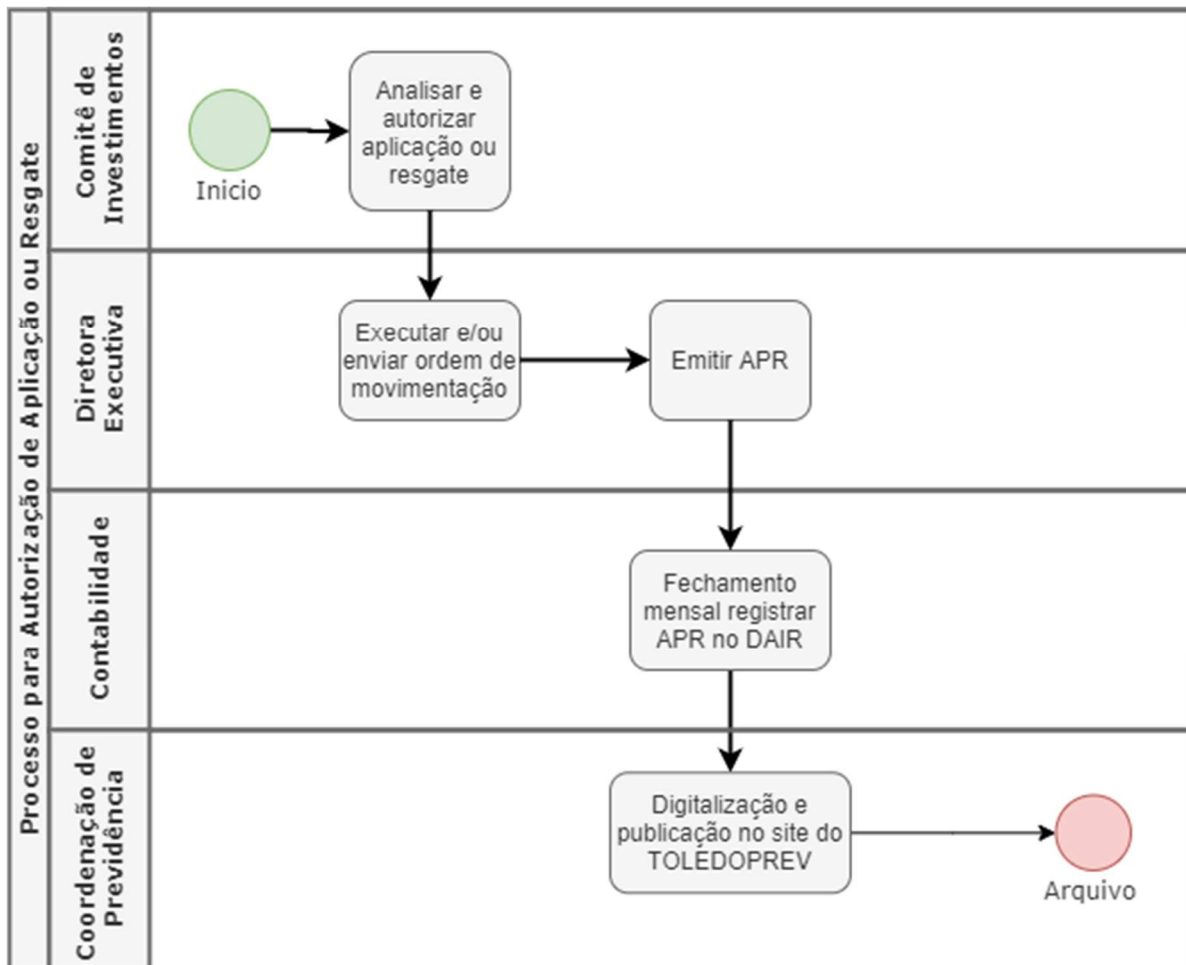 Processo para Autorização de Aplicação ou Resgate
Comitê de
Investimentos
Inicio
Analisar e
autorizar
aplicação ou
resgate
Diretora
Executiva
Executar e/ou
enviar ordem de
movimentação
Emitir APR
Contabilidade
Fechamento
mensal registrar
APR no DAIR
Coordenação de
Previdência
Digitalização e
publicação no site do
TOLEDOPREV
Arquivo